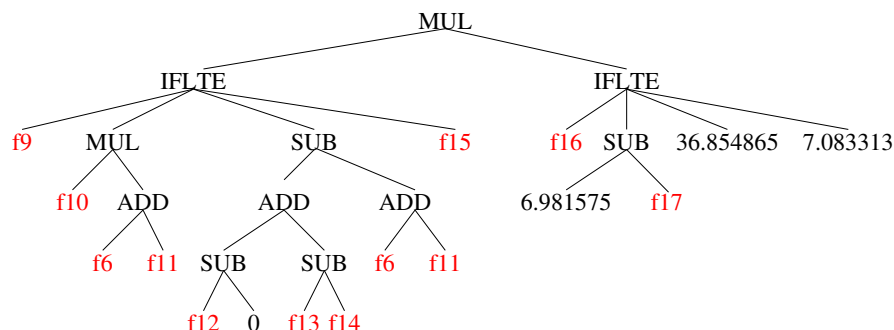 MUL
IFLTE IFLTE
f9 MUL SUB f15 f16 SUB 36.854865 7.083313
f10 ADD ADD ADD 6.981575 f17
f6 f11 SUB SUB f6 f11
f12 0 f13 f14